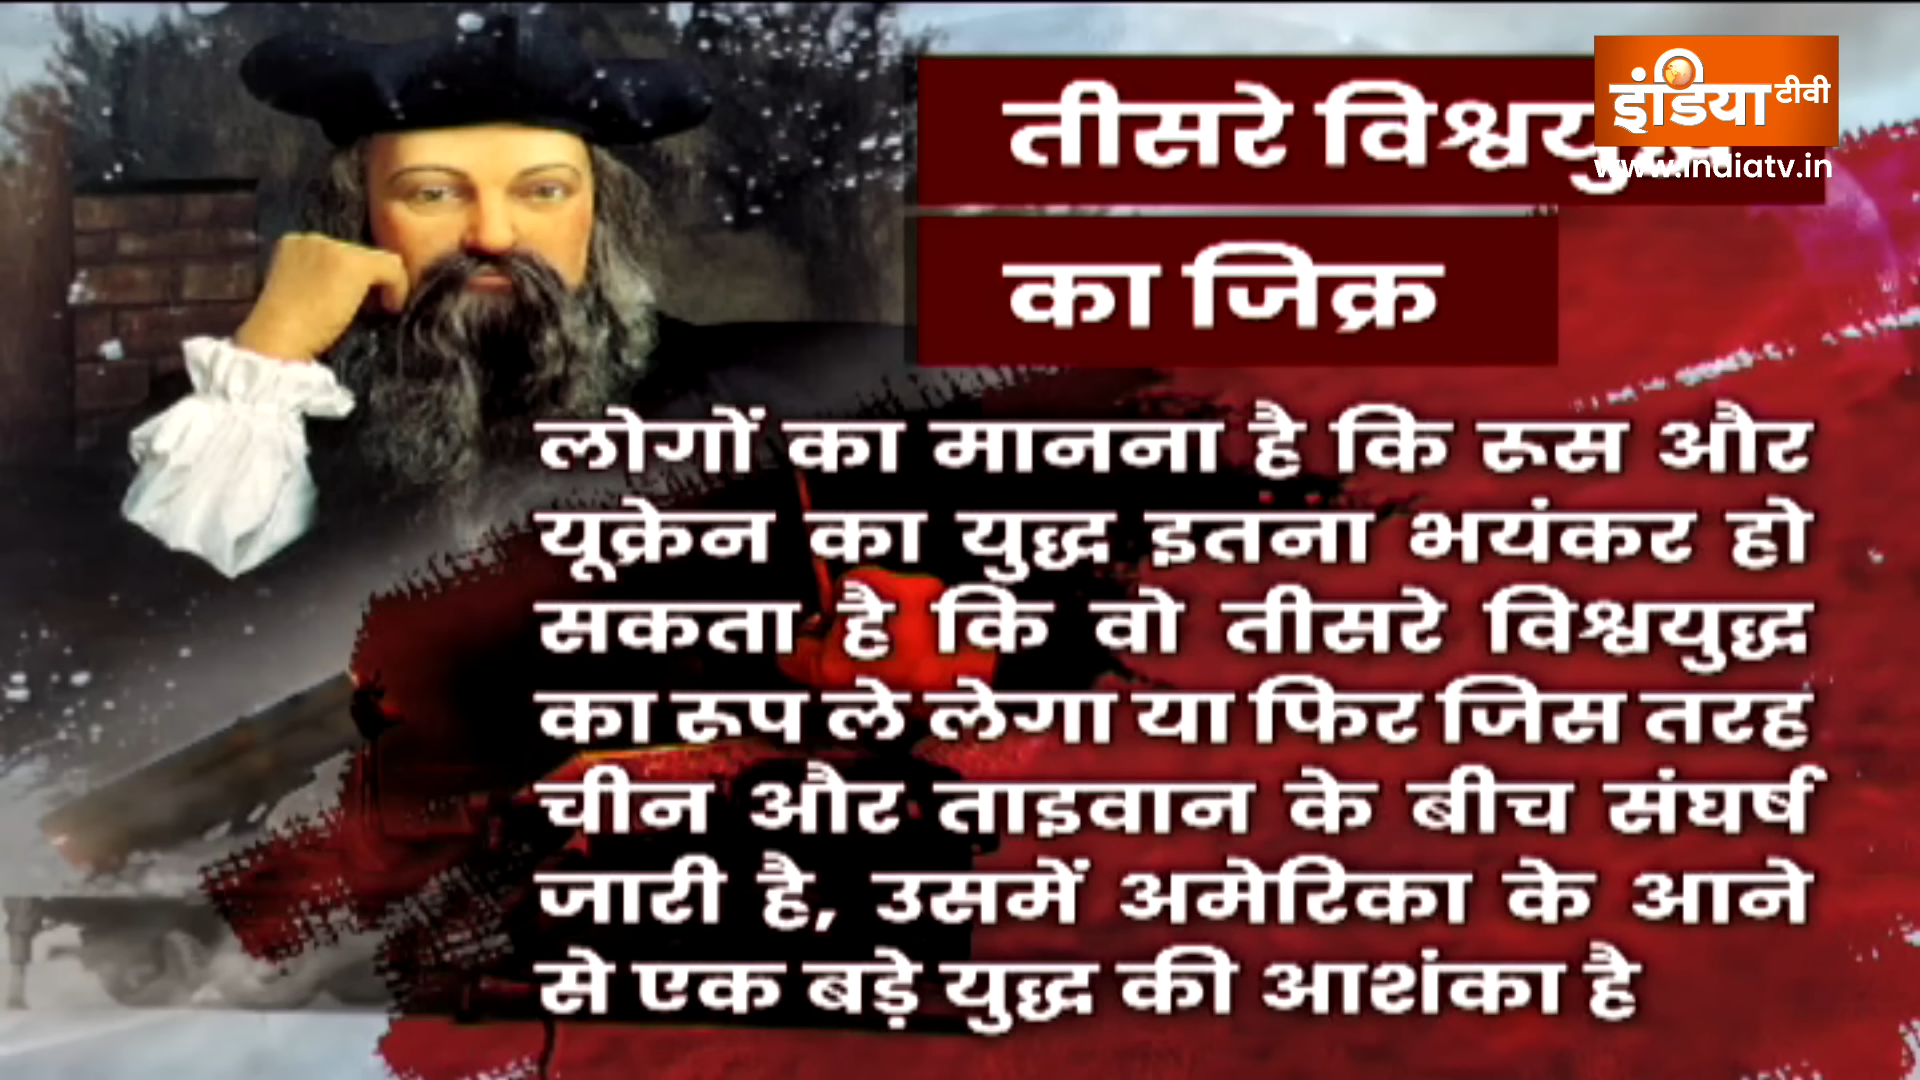 तीसरे
इंडिया टीवी
www.indiatv.in
का जिक्र
लोगों का मानना है कि रूस और
यूक्रेन का युद्ध इतना भयंकर हो
सकता है कि वो तीसरे विश्वयुद्ध
का रूप ले लेगा या फिर जिस तरह
चीन और ताइवान के बीच संघर्ष
जारी है, उसमें अमेरिका के आने
से एक बड़े युद्ध की आशंका है